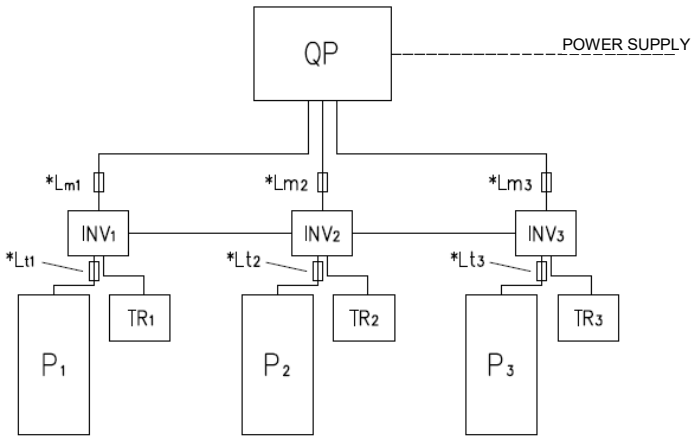 QP
POWER SUPPLY
*Lm1
*Lm2
*Lm3
INV1
INV2
INV3
*Lt1
*Lt2
*Lt3
TR1
TR2
TR3
P1
P2
P3